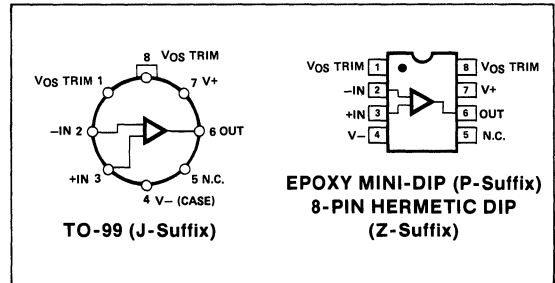 8 VOS TRIM
VOS TRIM 1
7 V+
−IN 2
6 OUT
+IN 3
5 N.C.
4 V− (CASE)
TO-99 (J-Suffix)
VOS TRIM 1
8 VOS TRIM
−IN 2
7 V+
+IN 3
6 OUT
V− 4
5 N.C.
EPOXY MINI-DIP (P-Suffix)
8-PIN HERMETIC DIP
(Z-Suffix)